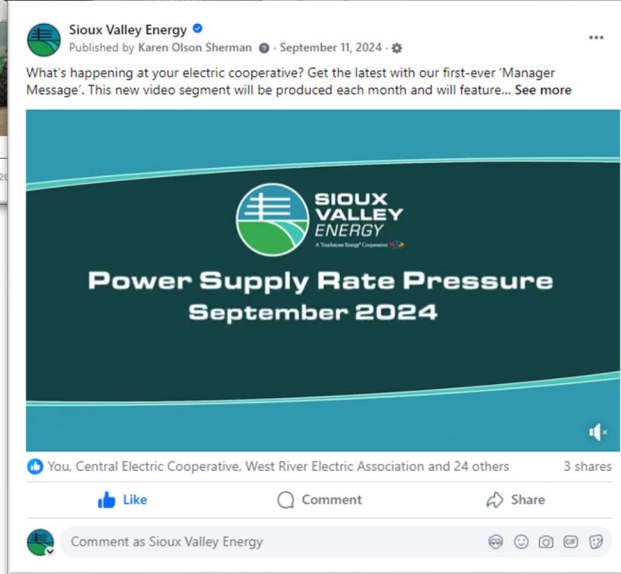 Sioux Valley Energy
Published by Karen Olson Sherman · September 11, 2024 ·
What's happening at your electric cooperative? Get the latest with our first-ever 'Manager
Message'. This new video segment will be produced each month and will feature... See more
SIOUX
VALLEY
ENERGY
A Touchstone Energy® Cooperative
Power Supply Rate Pressure
September 2024
You, Central Electric Cooperative, West River Electric Association and 24 others 3 shares
Like Comment Share
Comment as Sioux Valley Energy
GIF